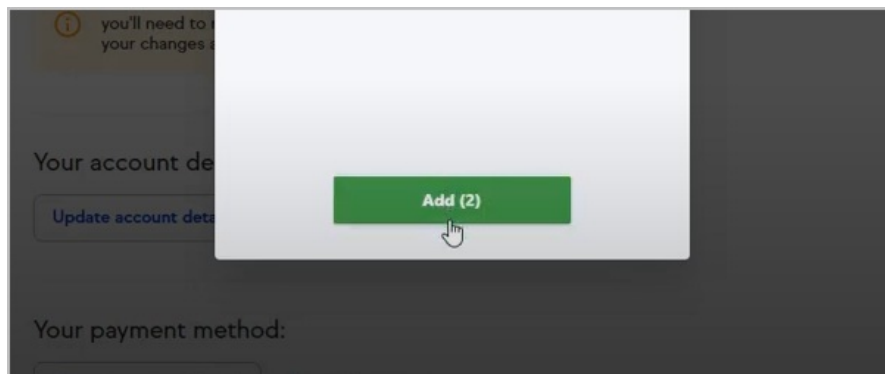 you'll need to
your changes
Your account de
Update account deta
Add (2)
Your payment method: